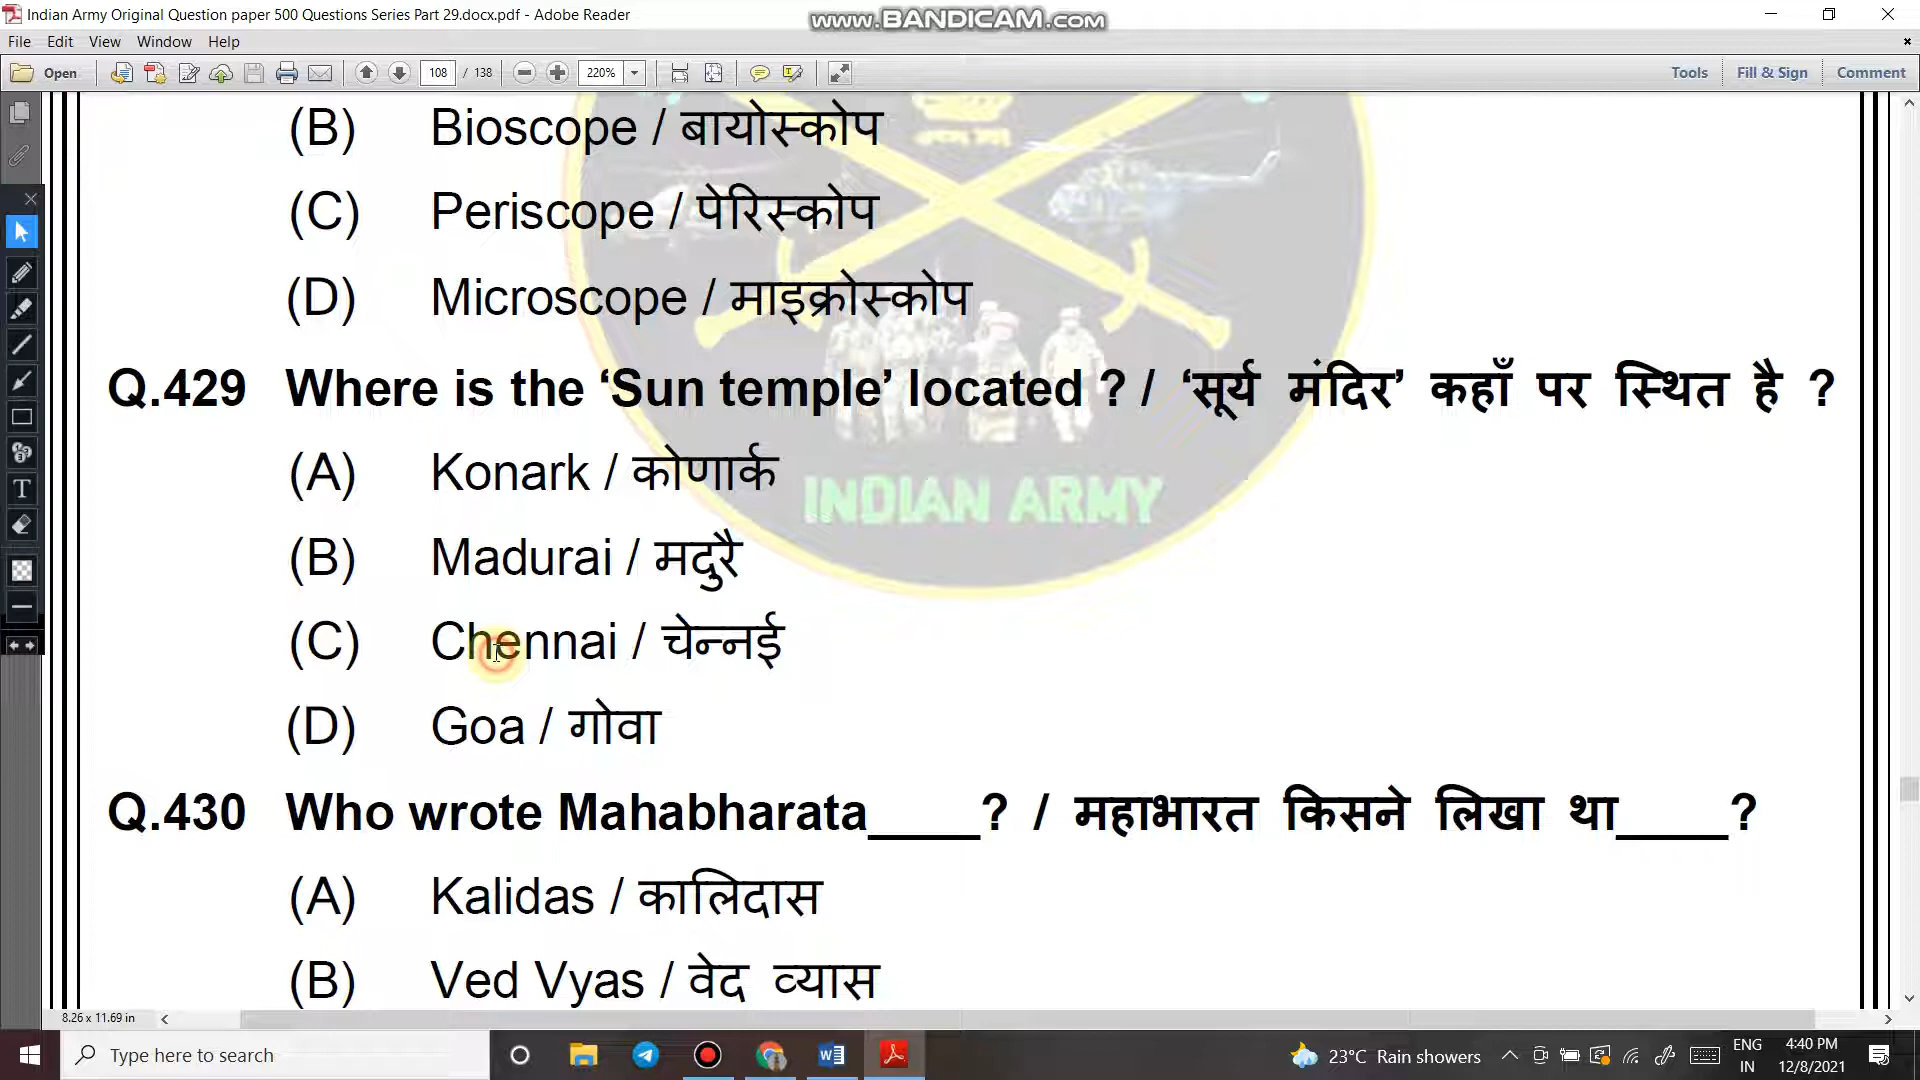 Indian Army Original Question paper 500 Questions Series Part 29.docx.pdf - Adobe Reader
www.BANDICAM.com
File Edit View Window Help
Open 108 / 138 220% Tools Fill & Sign Comment
(B) Bioscope / बायोस्कोप
(C) Periscope / पेरिस्कोप
(D) Microscope / माइक्रोस्कोप
Q.429 Where is the ‘Sun temple’ located ? / ‘सूर्य मंदिर’ कहाँ पर स्थित है ?
(A) Konark / कोणार्क
INDIAN ARMY
(B) Madurai / मदुरै
(C) Chennai / चेन्नई
(D) Goa / गोवा
Q.430 Who wrote Mahabharata____? / महाभारत किसने लिखा था____?
(A) Kalidas / कालिदास
(B) Ved Vyas / वेद व्यास
8.26 x 11.69 in
Type here to search
23°C Rain showers
ENG
IN
4:40 PM
12/8/2021